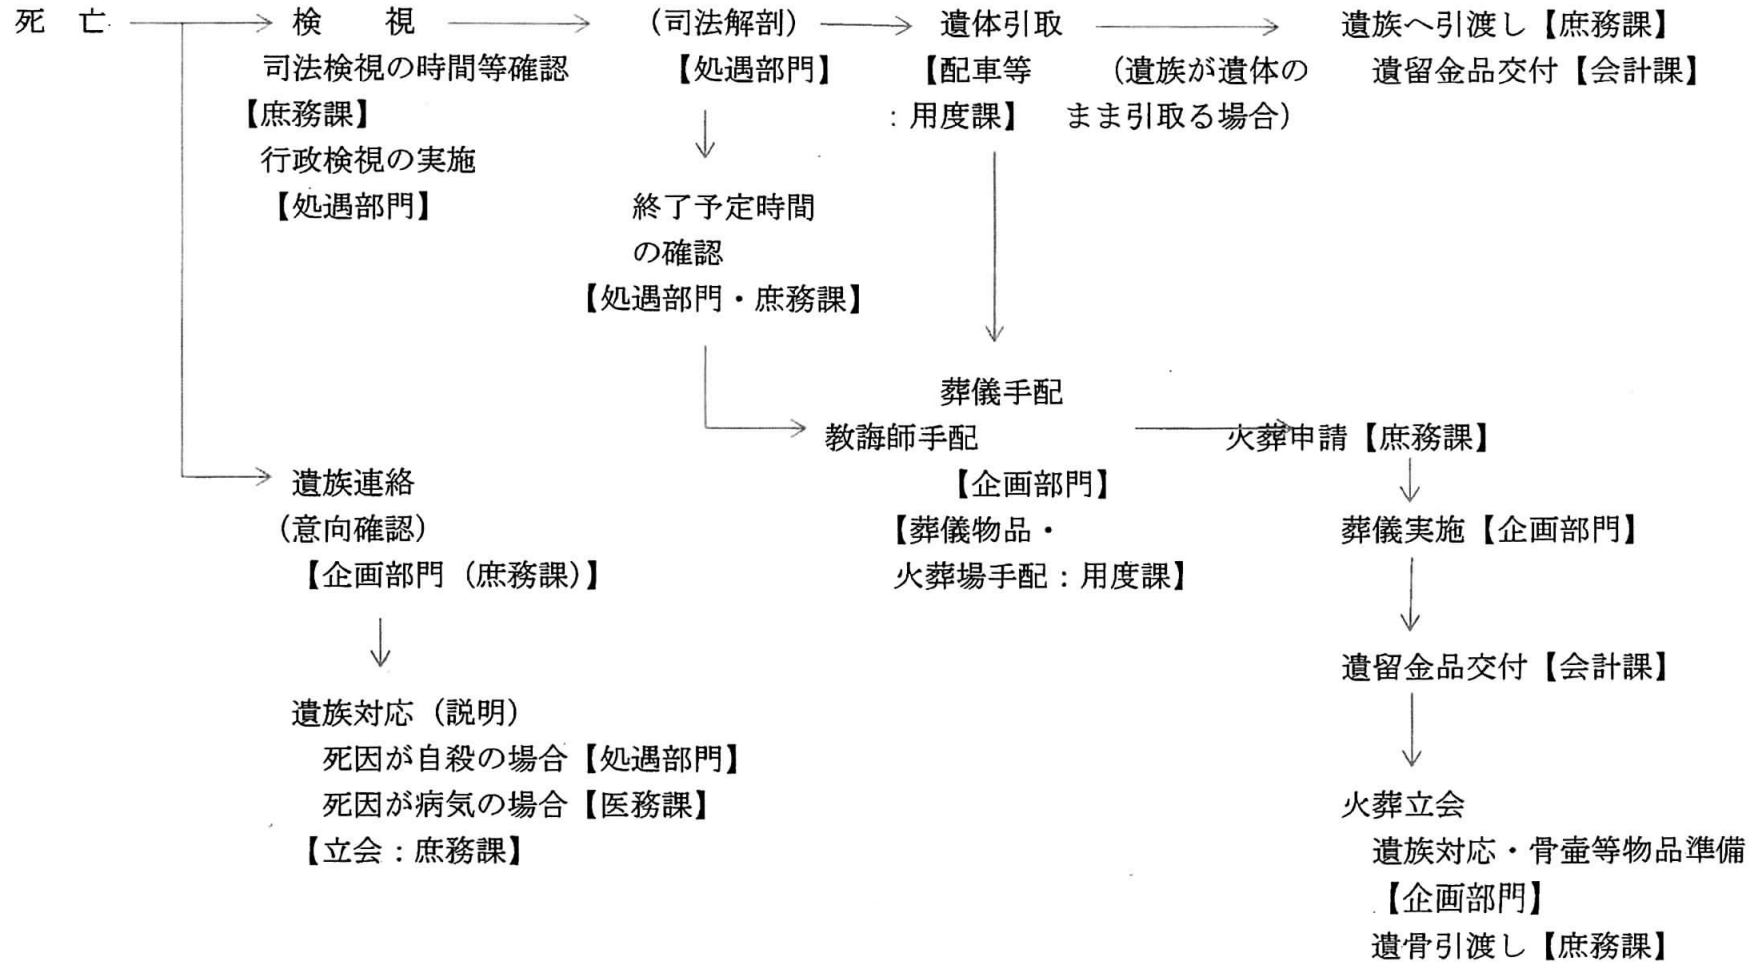 死　亡　検　　視　（司法解剖）　遺体引取　遺族へ引渡し【庶務課】
司法検視の時間等確認　【処遇部門】　【配車等　（遺族が遺体の　遺留金品交付【会計課】
【庶務課】　：用度課】　まま引取る場合）
行政検視の実施
【処遇部門】　終了予定時間
の確認
【処遇部門・庶務課】
葬儀手配
教誨師手配　火葬申請【庶務課】
遺族連絡　【企画部門】
（意向確認）　【葬儀物品・　葬儀実施【企画部門】
【企画部門（庶務課）】　火葬場手配：用度課】
遺留金品交付【会計課】
遺族対応（説明）
死因が自殺の場合【処遇部門】
死因が病気の場合【医務課】　火葬立会
【立会：庶務課】　遺族対応・骨壷等物品準備
【企画部門】
遺骨引渡し【庶務課】